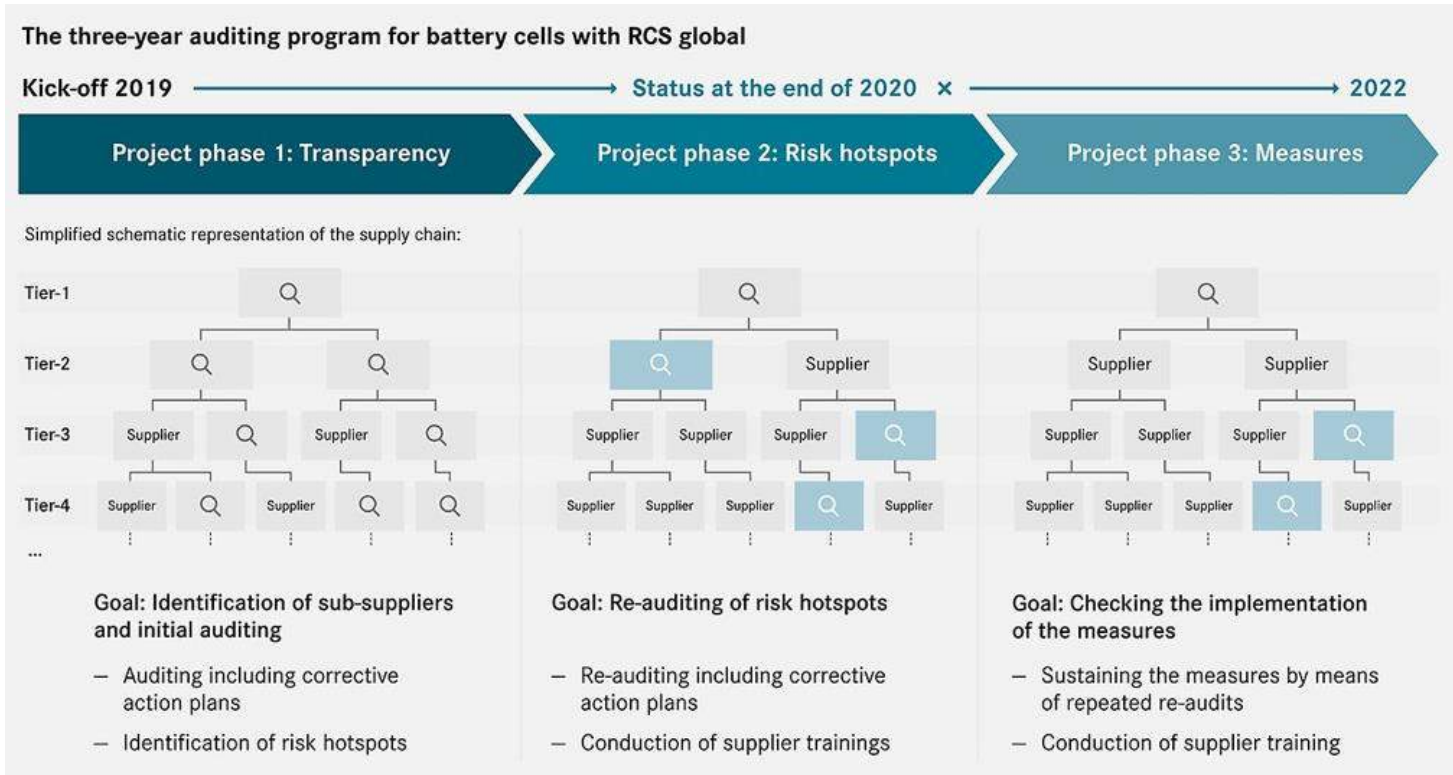 The three-year auditing program for battery cells with RCS global
Kick-off 2019 Status at the end of 2020 × 2022
Project phase 1: Transparency Project phase 2: Risk hotspots Project phase 3: Measures
Simplified schematic representation of the supply chain:
Tier-1
Tier-2 Supplier Supplier Supplier
Tier-3 Supplier Supplier Supplier Supplier Supplier Supplier Supplier Supplier
Tier-4 Supplier Supplier Supplier Supplier Supplier Supplier Supplier Supplier Supplier Supplier
...
Goal: Identification of sub-suppliers
and initial auditing
– Auditing including corrective
action plans
– Identification of risk hotspots
Goal: Re-auditing of risk hotspots
– Re-auditing including corrective
action plans
– Conduction of supplier trainings
Goal: Checking the implementation
of the measures
– Sustaining the measures by means
of repeated re-audits
– Conduction of supplier training